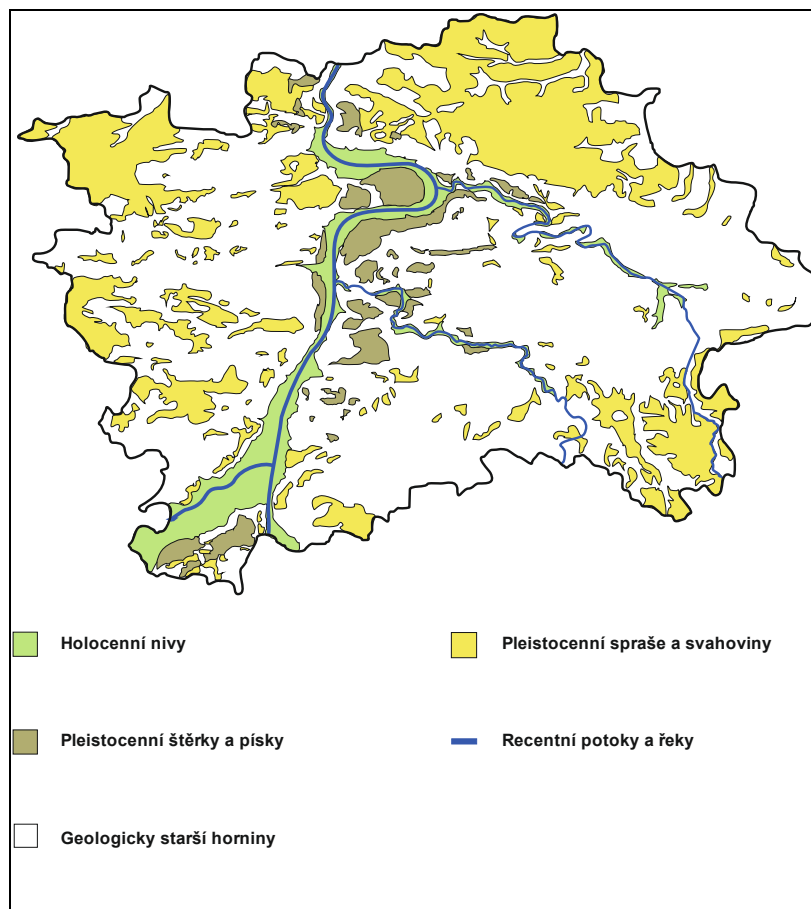 Holocenní nivy
Pleistocenní spraše a svahoviny
Pleistocenní štěrky a písky
Recentní potoky a řeky
Geologicky starší horniny